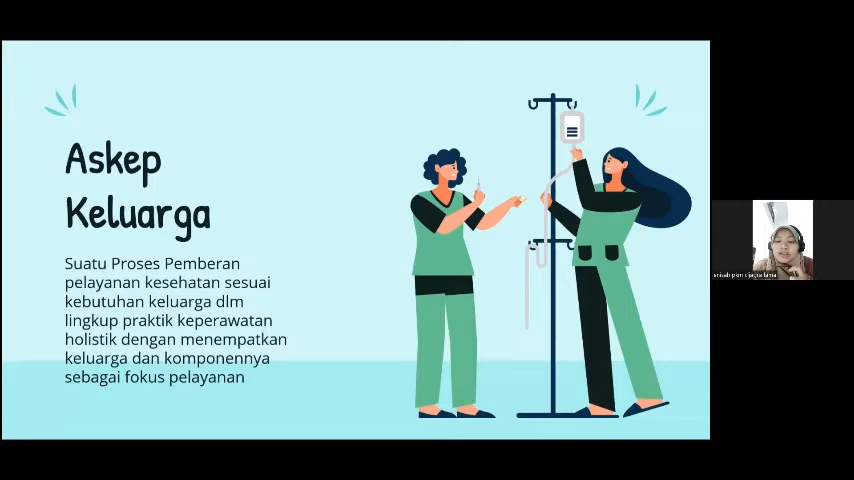 Askep
Keluarga
Suatu Proses Pemberan
pelayanan kesehatan sesuai
kebutuhan keluarga dlm
lingkup praktik keperawatan
holistik dengan menempatkan
keluarga dan komponennya
sebagai fokus pelayanan